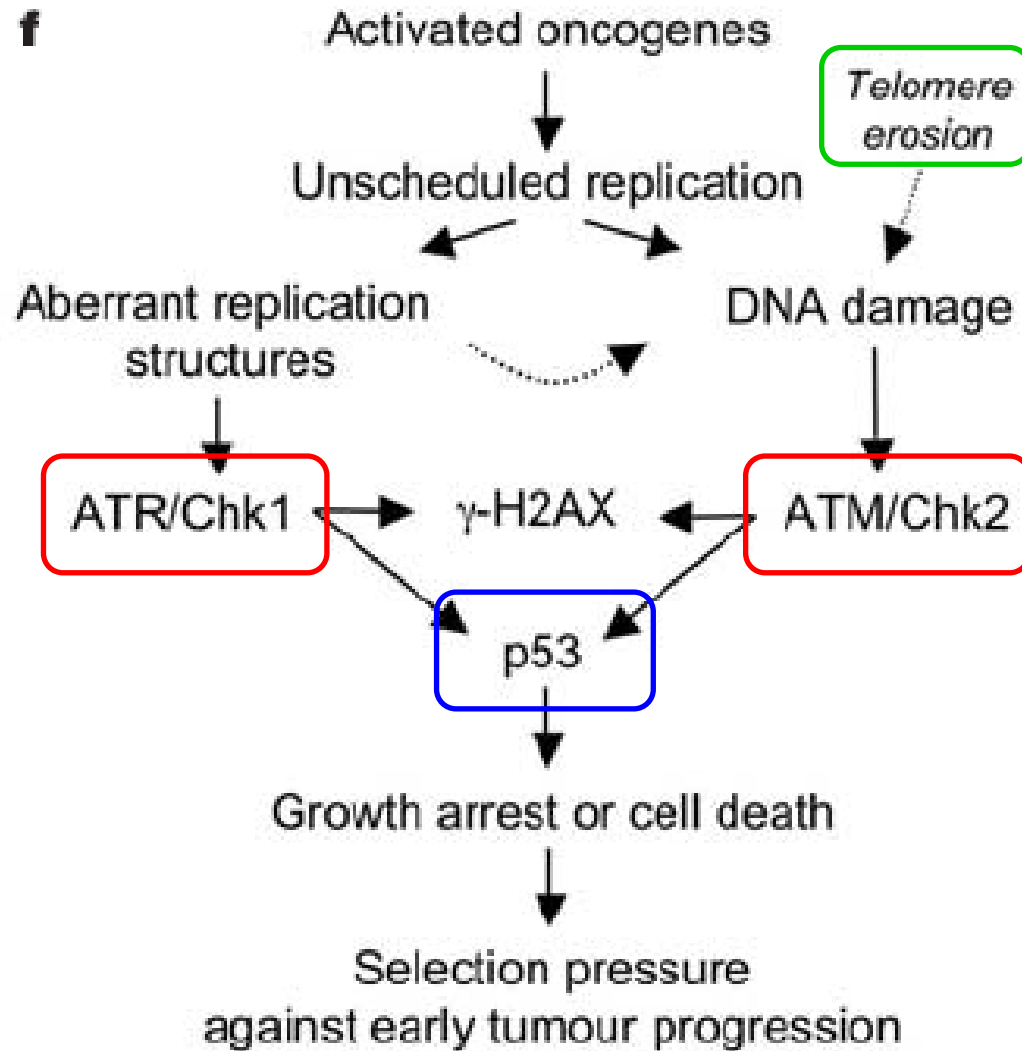 f
Activated oncogenes
Telomere
erosion
Unscheduled replication
Aberrant replication
structures
DNA damage
ATR/Chk1
γ-H2AX
ATM/Chk2
p53
Growth arrest or cell death
Selection pressure
against early tumour progression